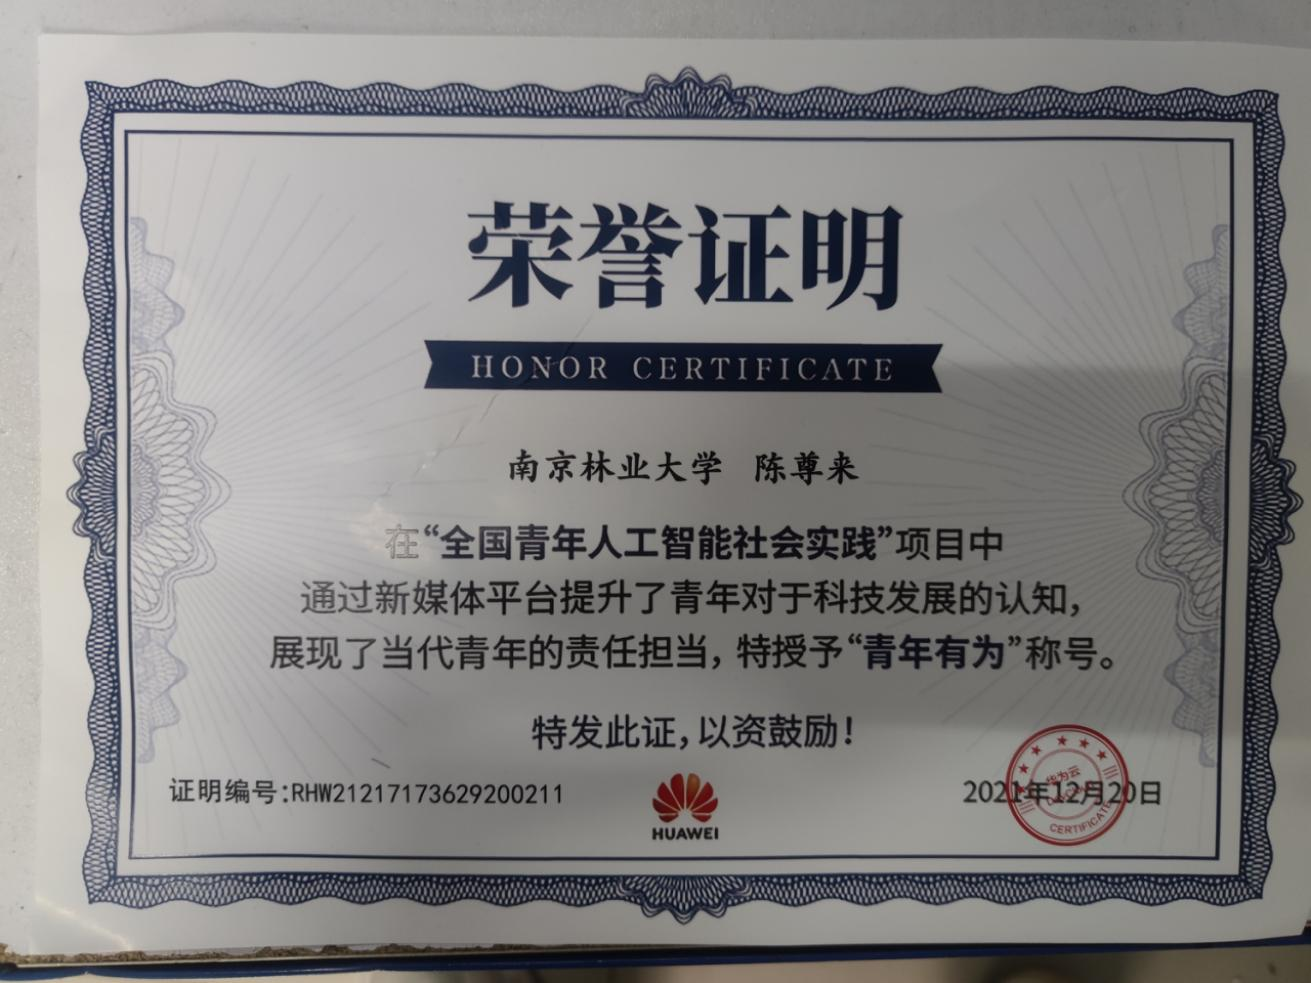 荣誉证明
HONOR CERTIFICATE
南京林业大学 陈尊来
在“全国青年人工智能社会实践”项目中
通过新媒体平台提升了青年对于科技发展的认知，
展现了当代青年的责任担当，特授予“青年有为”称号。
特发此证，以资鼓励！
证明编号：RHW21217173629200211
HUAWEI
2021年12月20日
华为云
CERTIFICATE